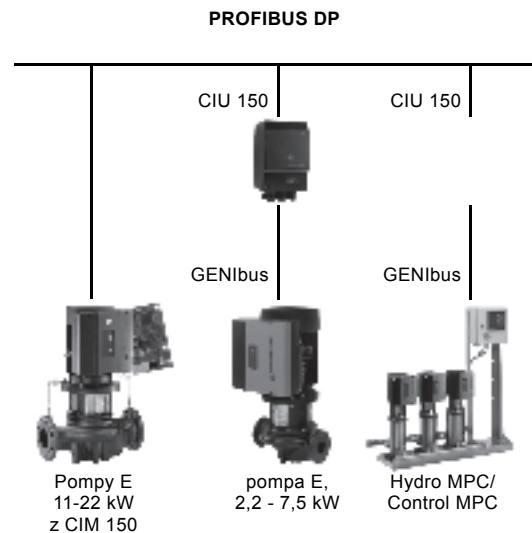 PROFIBUS DP
CIU 150
CIU 150
GENIbus
GENIbus
Pompy E
11-22 kW
z CIM 150
pompa E,
2,2 - 7,5 kW
Hydro MPC/
Control MPC